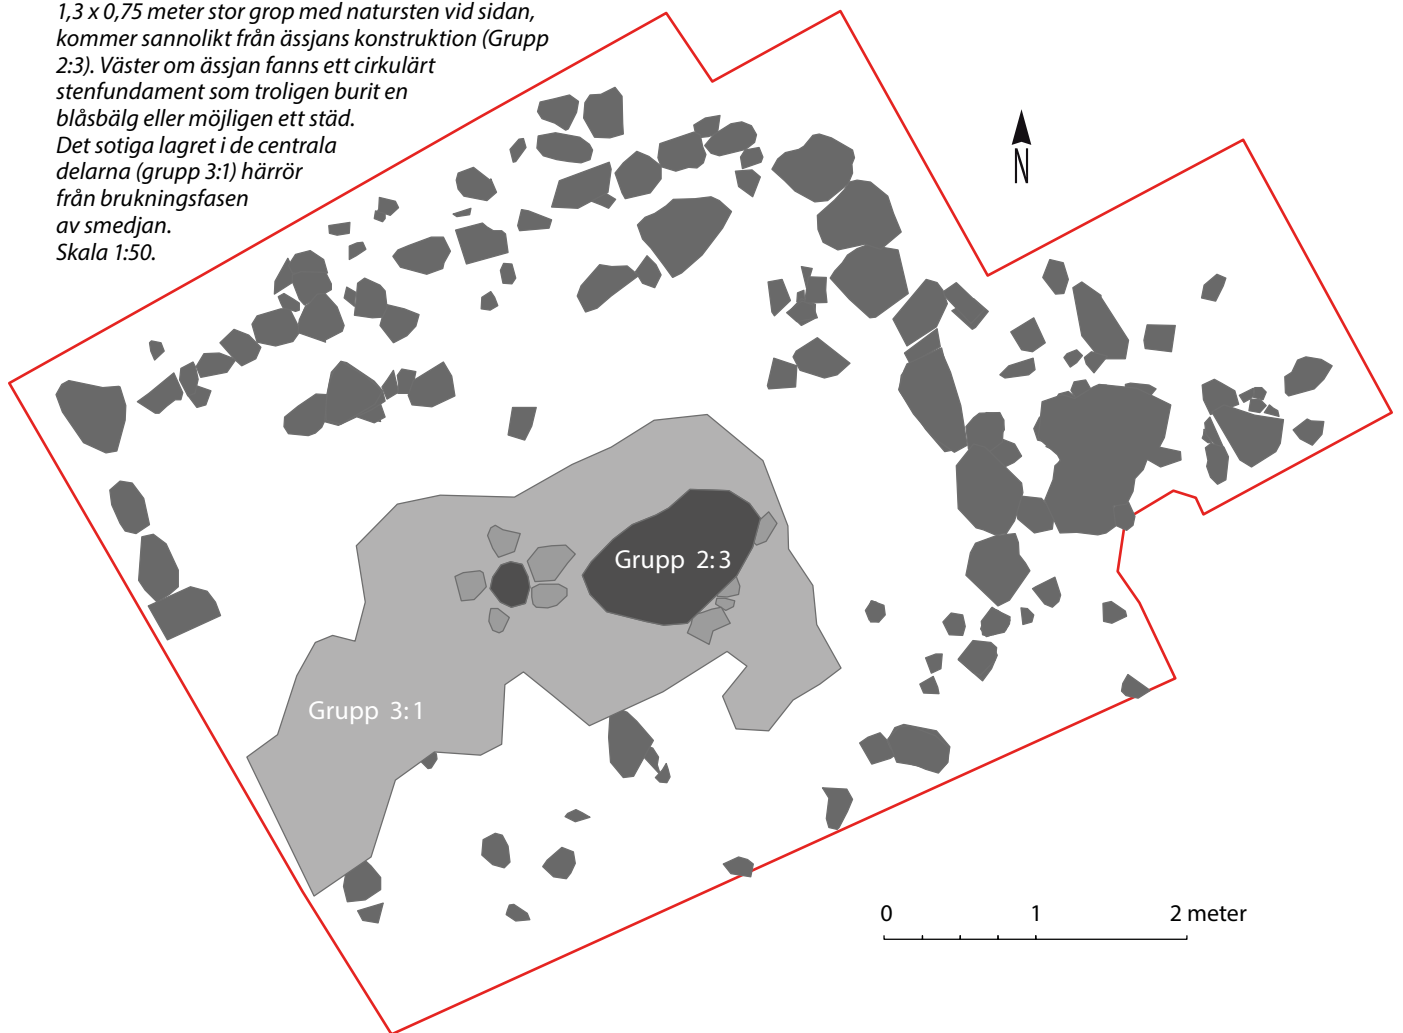 1,3 x 0,75 meter stor grop med natursten vid sidan,
kommer sannolikt från ässjans konstruktion (Grupp
2:3). Väster om ässjan fanns ett cirkulärt
stenfundament som troligen burit en
blåsbälg eller möjligen ett städ.
Det sotiga lagret i de centrala
delarna (grupp 3:1) härrör
från brukningsfasen
av smedjan.
Skala 1:50.
N
Grupp 2:3
Grupp 3:1
0 1 2 meter